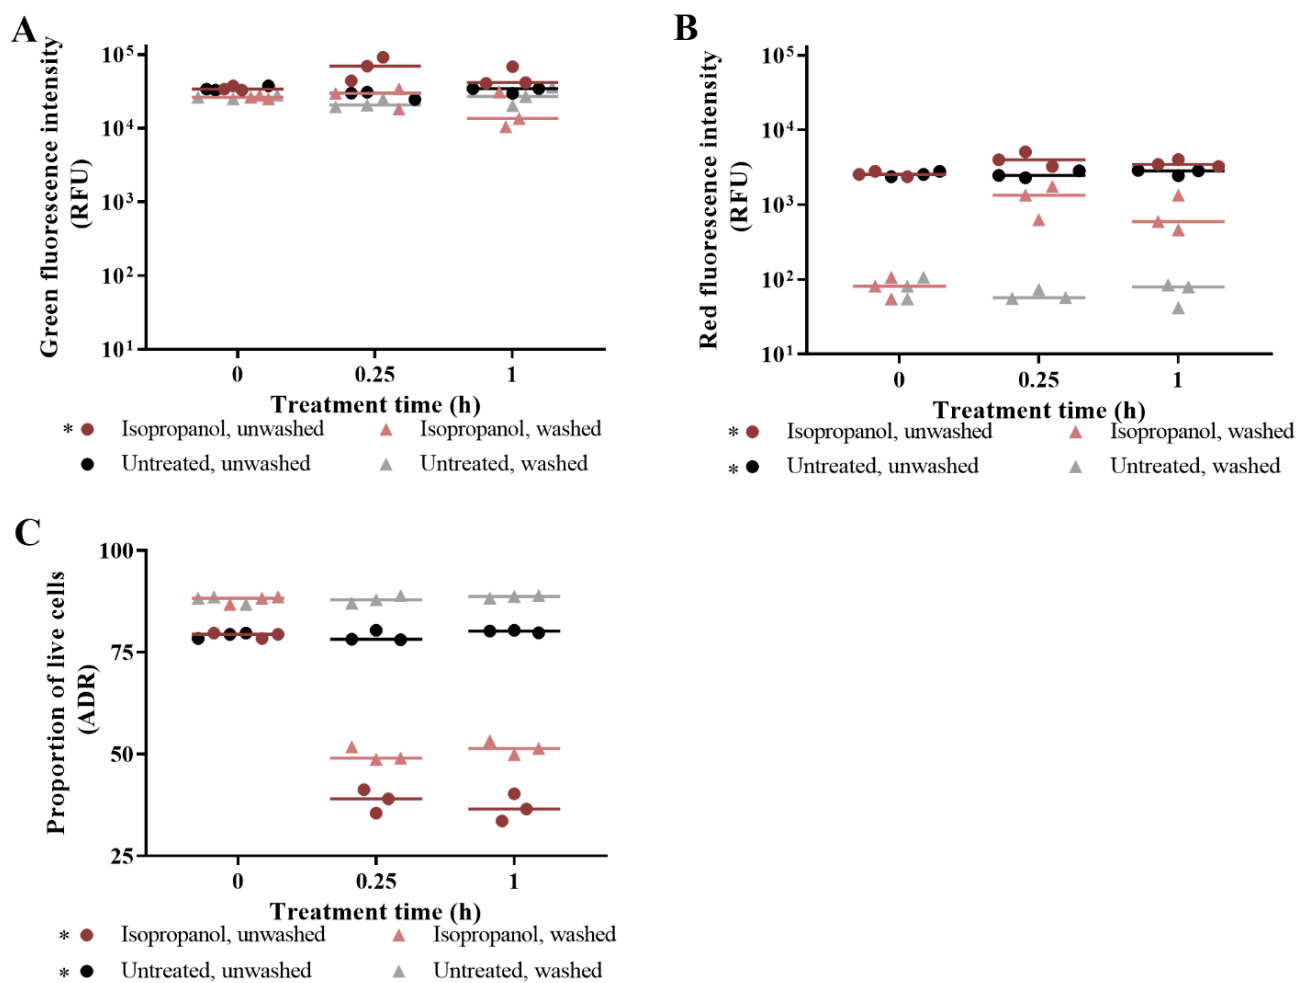 A
Green fluorescence intensity
(RFU)
10⁵
10⁴
10³
10²
10¹
0 0.25 1
Treatment time (h)
* Isopropanol, unwashed Isopropanol, washed
Untreated, unwashed Untreated, washed
B
Red fluorescence intensity
(RFU)
10⁵
10⁴
10³
10²
10¹
0 0.25 1
Treatment time (h)
* Isopropanol, unwashed Isopropanol, washed
* Untreated, unwashed Untreated, washed
C
Proportion of live cells
(ADR)
100
75
50
25
0 0.25 1
Treatment time (h)
* Isopropanol, unwashed Isopropanol, washed
* Untreated, unwashed Untreated, washed